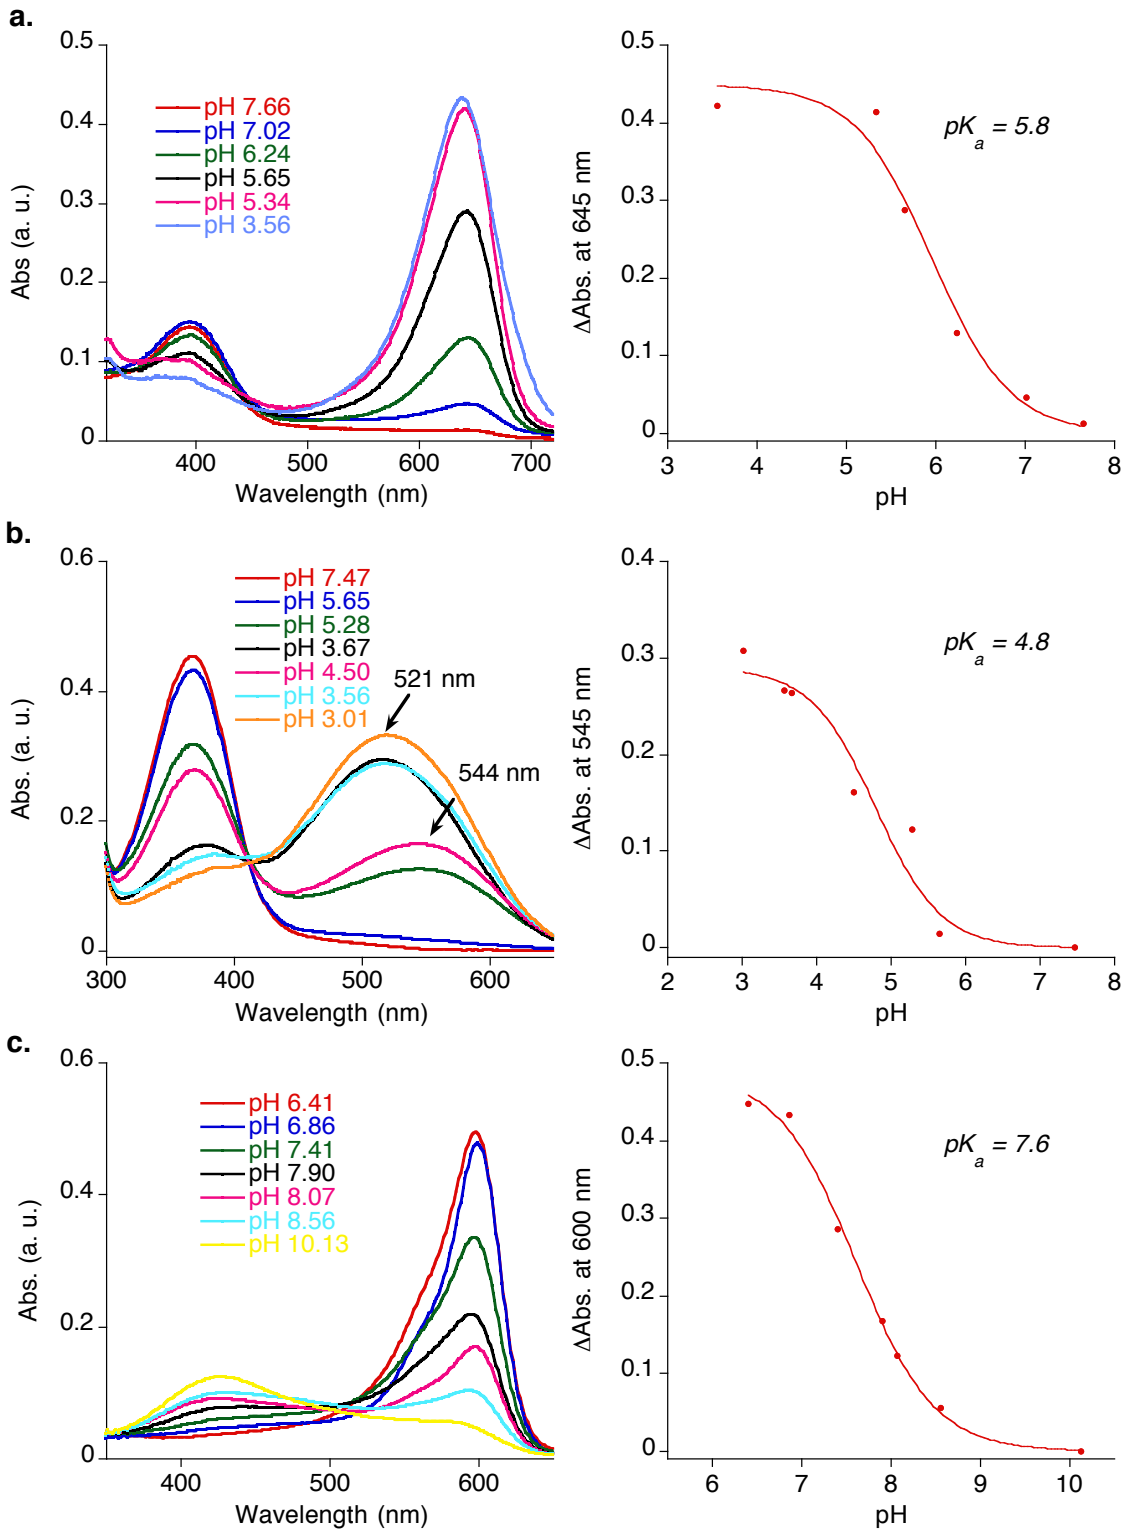 a.
0.5
0.4
0.3
0.2
0.1
0
Abs (a. u.)
pH 7.66
pH 7.02
pH 6.24
pH 5.65
pH 5.34
pH 3.56
400
500
600
700
Wavelength (nm)
0.5
0.4
0.3
0.2
0.1
0
ΔAbs. at 645 nm
pKa = 5.8
3
4
5
6
7
8
pH
b.
0.6
0.4
0.2
0
Abs. (a. u.)
pH 7.47
pH 5.65
pH 5.28
pH 3.67
pH 4.50
pH 3.56
pH 3.01
521 nm
544 nm
300
400
500
600
Wavelength (nm)
0.4
0.3
0.2
0.1
0
ΔAbs. at 545 nm
pKa = 4.8
2
3
4
5
6
7
8
pH
c.
0.6
0.4
0.2
0
Abs. (a. u.)
pH 6.41
pH 6.86
pH 7.41
pH 7.90
pH 8.07
pH 8.56
pH 10.13
400
500
600
Wavelength (nm)
0.5
0.4
0.3
0.2
0.1
0
ΔAbs. at 600 nm
pKa = 7.6
6
7
8
9
10
pH